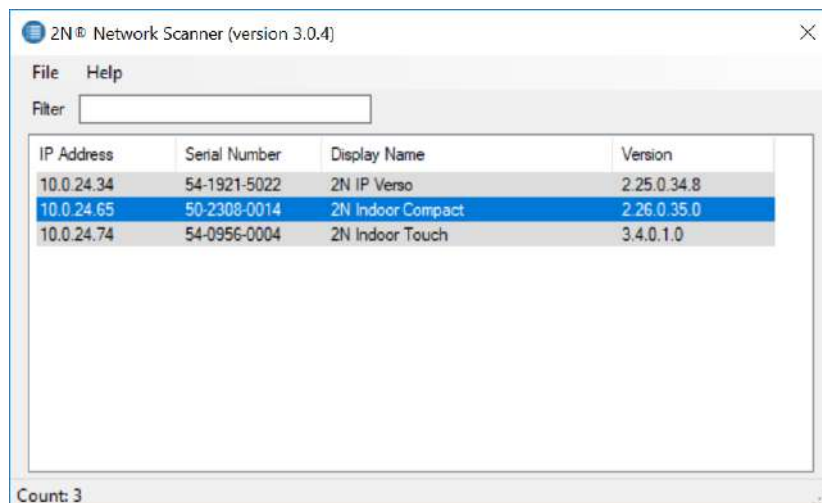 2N® Network Scanner (version 3.0.4)
File Help
Filter
IP Address Serial Number Display Name Version
10.0.24.34 54-1921-5022 2N IP Verso 2.25.0.34.8
10.0.24.65 50-2308-0014 2N Indoor Compact 2.26.0.35.0
10.0.24.74 54-0956-0004 2N Indoor Touch 3.4.0.1.0
Count: 3